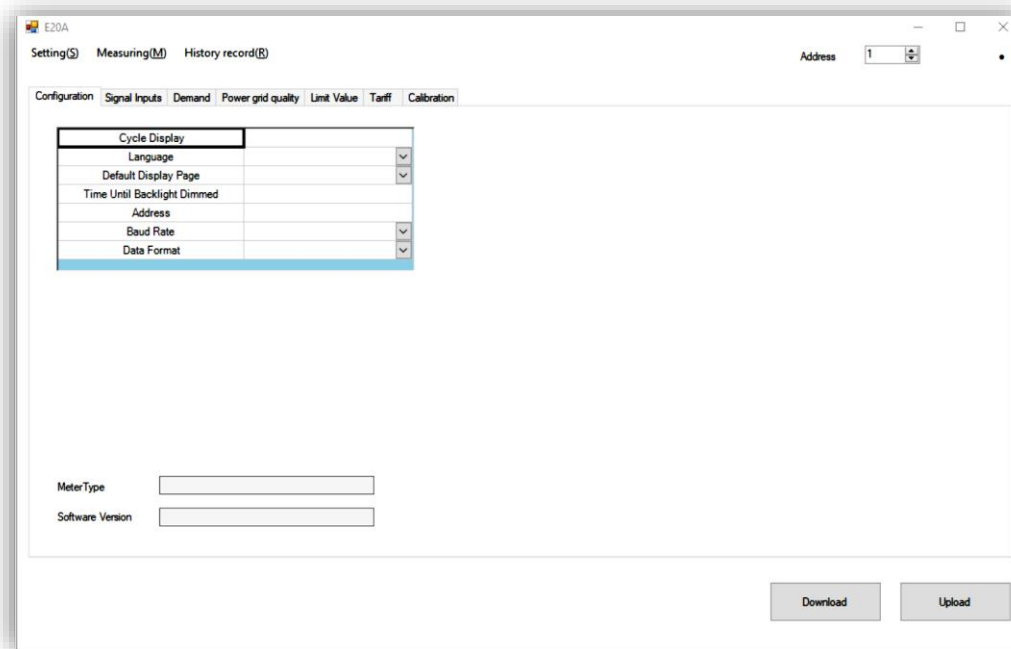 E20A
Setting(S) Measuring(M) History record(R) Address 1
Configuration Signal Inputs Demand Power grid quality Limit Value Tariff Calibration
Cycle Display
Language
Default Display Page
Time Until Backlight Dimmed
Address
Baud Rate
Data Format
MeterType
Software Version
Download Upload